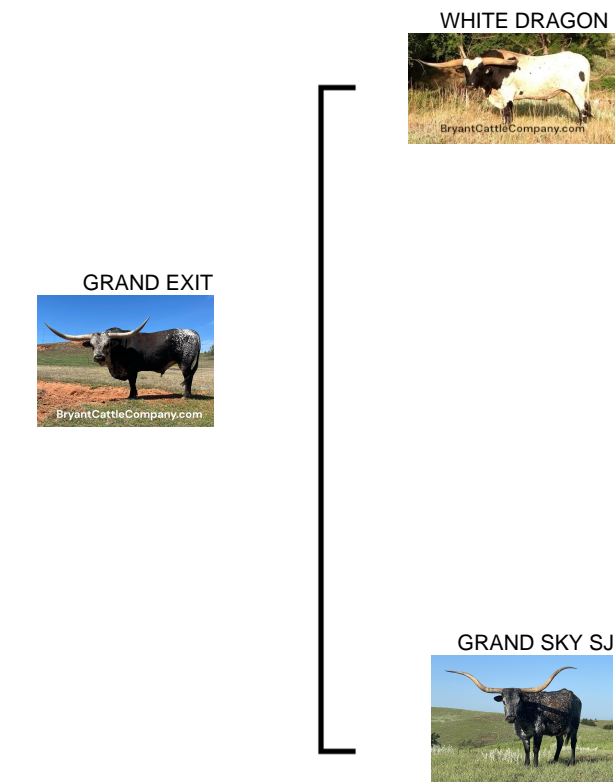 WHITE DRAGON
BryantCattleCompany.com
GRAND EXIT
BryantCattleCompany.com
GRAND SKY SJ